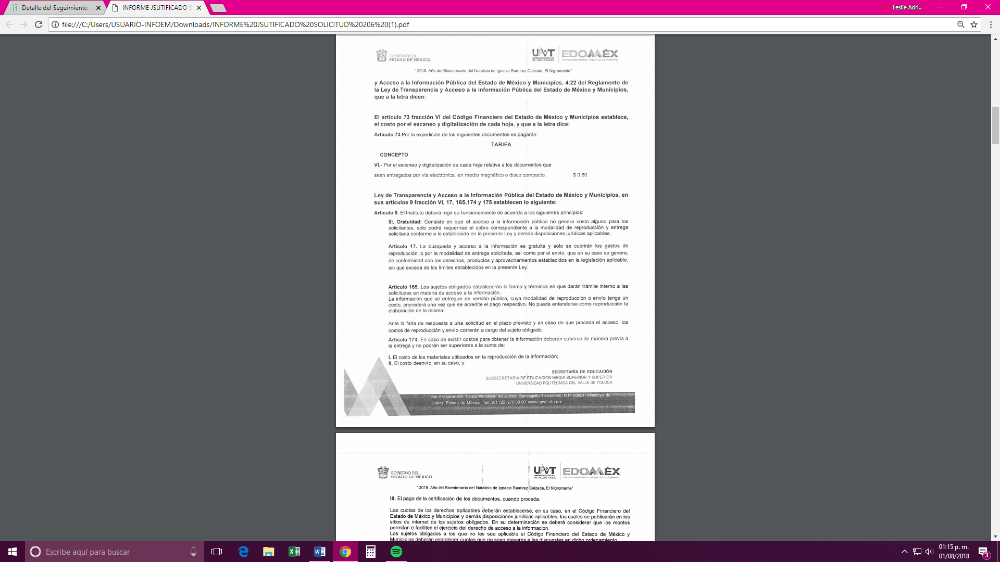 Detalle del Seguimiento
INFORME JSUTIFICADO S
Leslie Adri...
file:///C:/Users/USUARIO-INFOEM/Downloads/INFORME%20JSUTIFICADO%20SOLICITUD%20206%20(1).pdf
GOBIERNO DEL
ESTADO DE MÉXICO
UPVT
UNIVERSIDAD POLITÉCNICA
DEL VALLE DE TOLUCA
EDOMÉX
DECISIONES FIRMES, RESULTADOS FUERTES.
" 2018. Año del Bicentenario del Natalicio de Ignacio Ramírez Calzada, El Nigromante"
y Acceso a la Información Pública del Estado de México y Municipios, 4.22 del Reglamento de
la Ley de Transparencia y Acceso a la Información Pública del Estado de México y Municipios,
que a la letra dicen:
El artículo 73 fracción VI del Código Financiero del Estado de México y Municipios establece,
el costo por el escaneo y digitalización de cada hoja, y que a la letra dice:
Artículo 73.Por la expedición de los siguientes documentos se pagarán:
TARIFA
CONCEPTO
VI.- Por el escaneo y digitalización de cada hoja relativa a los documentos que
sean entregados por vía electrónica, en medio magnético o disco compacto. $ 0.60
Ley de Transparencia y Acceso a la Información Pública del Estado de México y Municipios, en
sus artículos 9 fracción VI, 17, 165,174 y 175 establecen lo siguiente:
Articulo 9. El Instituto deberá regir su funcionamiento de acuerdo a los siguientes principios:
III. Gratuidad: Consiste en que el acceso a la información pública no genera costo alguno para los
solicitantes, sólo podrá requerirse el cobro correspondiente a la modalidad de reproducción y entrega
solicitada conforme a lo establecido en la presente Ley y demás disposiciones jurídicas aplicables;
Artículo 17. La búsqueda y acceso a la información es gratuita y solo se cubrirán los gastos de
reproducción, o por la modalidad de entrega solicitada, así como por el envío, que en su caso se genere,
de conformidad con los derechos, productos y aprovechamientos establecidos en la legislación aplicable,
sin que exceda de los límites establecidos en la presente Ley.
Artículo 165. Los sujetos obligados establecerán la forma y términos en que darán trámite interno a las
solicitudes en materia de acceso a la información.
La información que se entregue en versión pública, cuya modalidad de reproducción o envío tenga un
costo, procederá una vez que se acredite el pago respectivo. No puede entenderse como reproducción la
elaboración de la misma.
Ante la falta de respuesta a una solicitud en el plazo previsto y en caso de que proceda el acceso, los
costos de reproducción y envío correrán a cargo del sujeto obligado.
Artículo 174. En caso de existir costos para obtener la información deberán cubrirse de manera previa a
la entrega y no podrán ser superiores a la suma de:
I. El costo de los materiales utilizados en la reproducción de la información;
II. El costo deenvío, en su caso; y
SECRETARÍA DE EDUCACIÓN
SUBSECRETARÍA DE EDUCACIÓN MEDIA SUPERIOR Y SUPERIOR
UNIVERSIDAD POLITÉCNICA DEL VALLE DE TOLUCA
Km 5.6 carretera Toluca-Almoloya de Juárez, Santiaguito Tlalcilalcali, C.P. 50904, Almoloya de
Juárez, Estado de México. Tel.: (01 722) 276 60 60. www.upvt.edu.mx
GOBIERNO DEL
ESTADO DE MÉXICO
UPVT
UNIVERSIDAD POLITÉCNICA
DEL VALLE DE TOLUCA
EDOMÉX
DECISIONES FIRMES, RESULTADOS FUERTES.
" 2018. Año del Bicentenario del Natalicio de Ignacio Ramírez Calzada, El Nigromante"
III. El pago de la certificación de los documentos, cuando proceda.
Las cuotas de los derechos aplicables deberán establecerse, en su caso, en el Código Financiero del
Estado de México y Municipios y demás disposiciones jurídicas aplicables, las cuales se publicarán en los
sitios de internet de los sujetos obligados. En su determinación se deberá considerar que los montos
permitan o faciliten el ejercicio del derecho de acceso a la información.
Los sujetos obligados a los que no les sea aplicable el Código Financiero del Estado de México y
Municipios deberán establecer cuotas que no sean mayores a las dispuestas en dicho ordenamiento
Escribe aquí para buscar
01:15 p. m.
01/08/2018
3